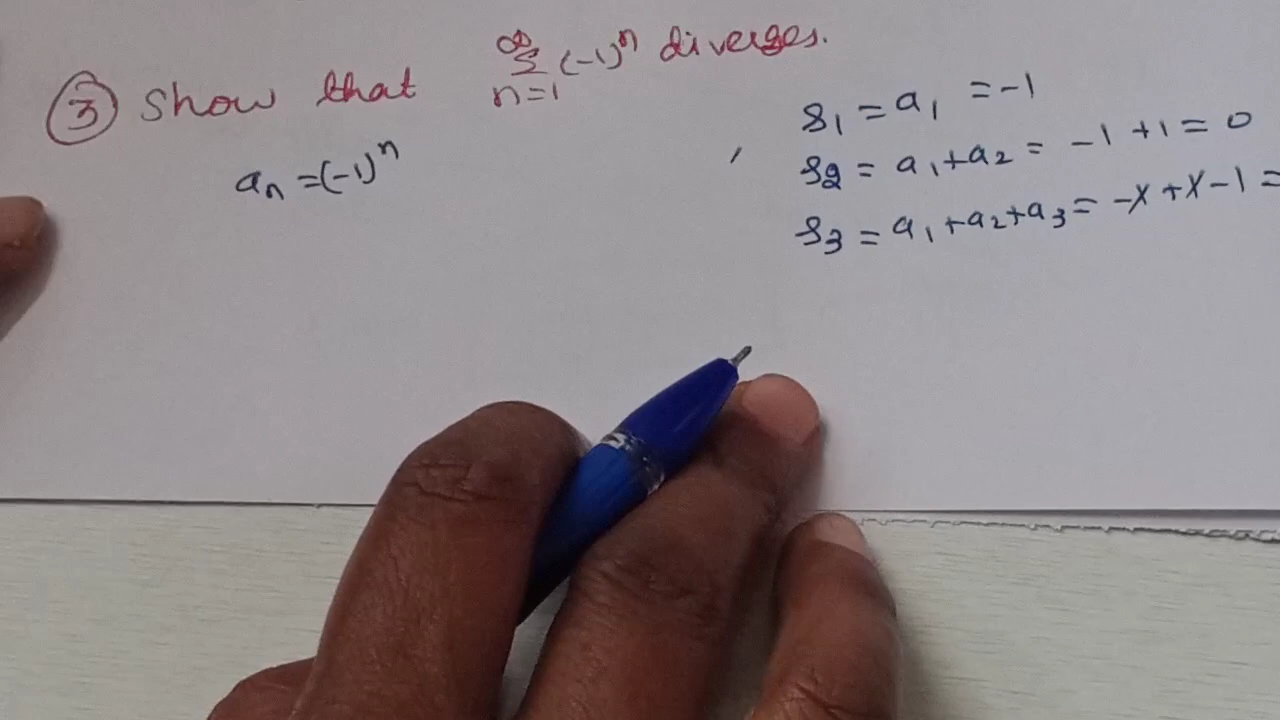 ③ Show that ∞ Σ n=1 (-1)ⁿ diverges.
aₙ = (-1)ⁿ
, S₁ = a₁ = -1
S₂ = a₁+a₂ = -1 +1 = 0
S₃ = a₁+a₂+a₃ = -1 +1 -1 =